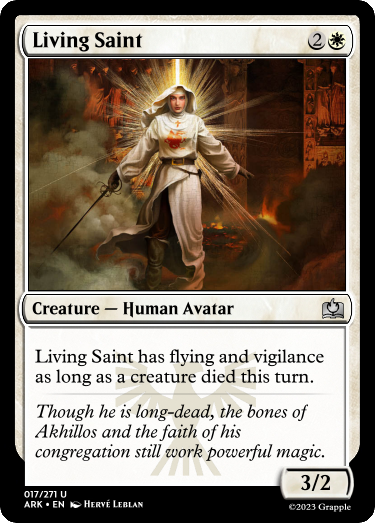 Living Saint 2
Creature — Human Avatar
Living Saint has flying and vigilance
as long as a creature died this turn.
Though he is long-dead, the bones of
Akhillos and the faith of his
congregation still work powerful magic.
3/2
017/271 U
ARK • EN Hervé Leblan
©2023 Grapple